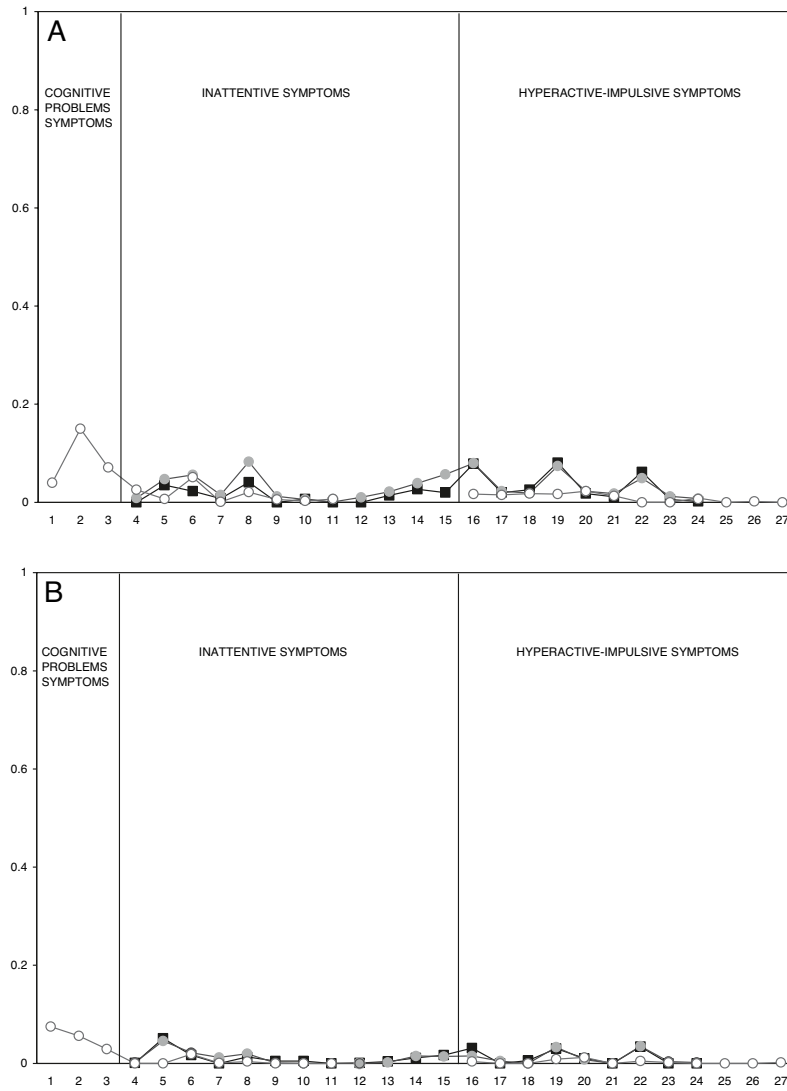 1
A
COGNITIVE
PROBLEMS
SYMPTOMS
INATTENTIVE SYMPTOMS
HYPERACTIVE-IMPULSIVE SYMPTOMS
0.8
0.6
0.4
0.2
0
1 2 3 4 5 6 7 8 9 10 11 12 13 14 15 16 17 18 19 20 21 22 23 24 25 26 27
1
B
COGNITIVE
PROBLEMS
SYMPTOMS
INATTENTIVE SYMPTOMS
HYPERACTIVE-IMPULSIVE SYMPTOMS
0.8
0.6
0.4
0.2
0
1 2 3 4 5 6 7 8 9 10 11 12 13 14 15 16 17 18 19 20 21 22 23 24 25 26 27